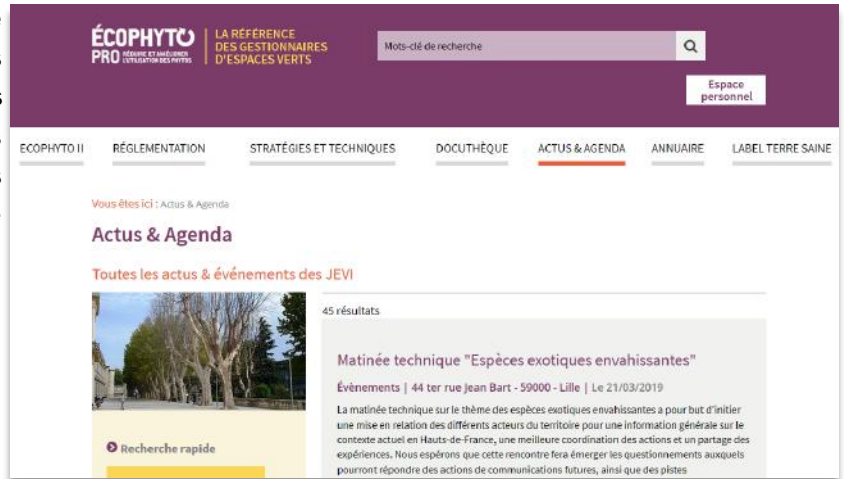 ÉCOPHYTO
PRO RÉDUIRE ET AMÉLIORER
L'UTILISATION DES PHYTOS
LA RÉFÉRENCE
DES GESTIONNAIRES
D'ESPACES VERTS
Mots-clé de recherche
Espace
personnel
ECOPHYTO II RÉGLEMENTATION STRATÉGIES ET TECHNIQUES DOCUTHÈQUE ACTUS & AGENDA ANNUAIRE LABEL TERRE SAINE
Vous êtes ici : Actus & Agenda
Actus & Agenda
Toutes les actus & événements des JEVI
45 résultats
Matinée technique "Espèces exotiques envahissantes"
Évènements | 44 ter rue Jean Bart - 59000 - Lille | Le 21/03/2019
La matinée technique sur le thème des espèces exotiques envahissantes a pour but d'initier
une mise en relation des différents acteurs du territoire pour une information générale sur le
contexte actuel en Hauts-de-France, une meilleure coordination des actions et un partage des
expériences. Nous espérons que cette rencontre fera émerger les questionnements auxquels
pourront répondre des actions de communications futures, ainsi que des pistes
Recherche rapide